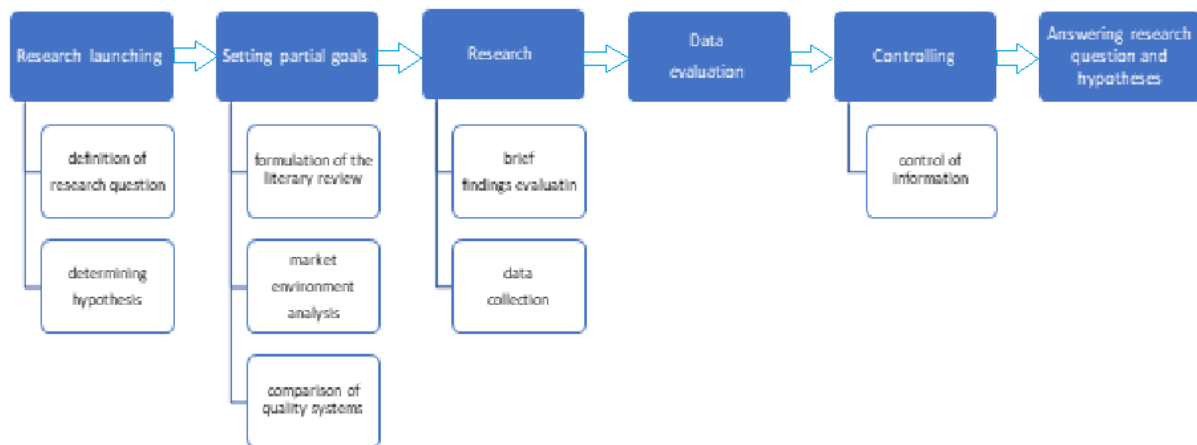 Research launching
definition of
research question
determining
hypothesis
Setting partial goals
formulation of the
literary review
market
environment
analysis
comparison of
quality systems
Research
brief
findings evaluatin
data
collection
Data
evaluation
Controlling
control of
information
Answering research
question and
hypotheses